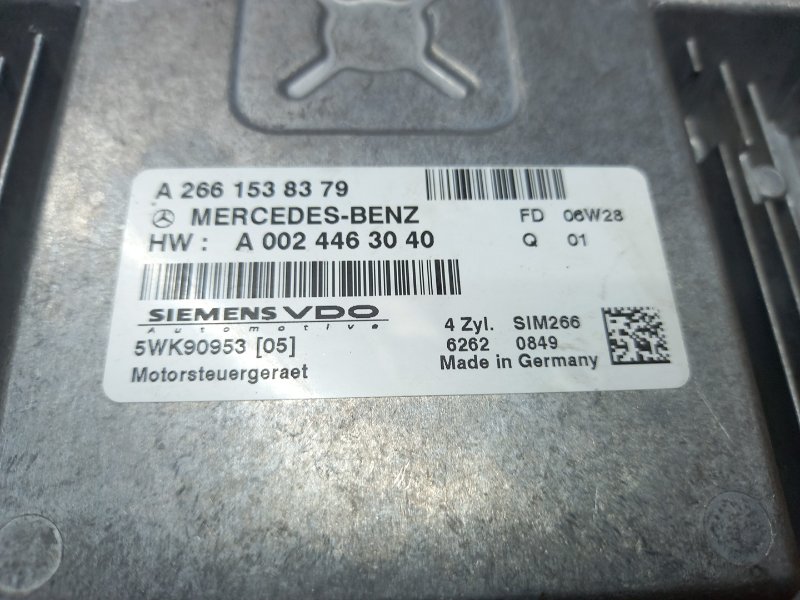 A 266 153 83 79
MERCEDES-BENZ FD 06W28
HW : A 002 446 30 40 Q 01
SIEMENS VDO
Automotive
4 Zyl. SIM266
5WK90953 [05] 6262 0849
Motorsteuergeraet Made in Germany